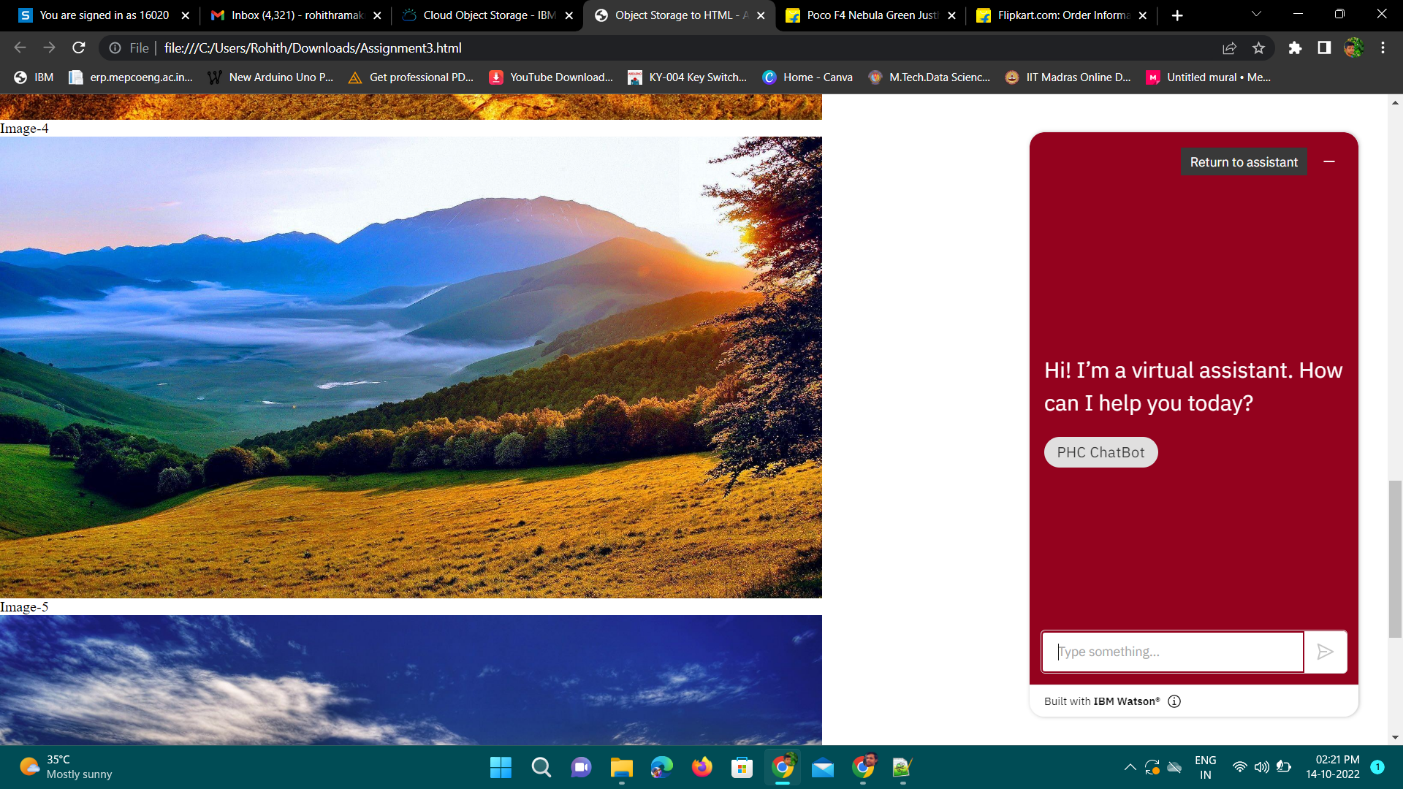 You are signed in as 16020
Inbox (4,321) - rohithramak
Cloud Object Storage - IBM
Object Storage to HTML - A
Poco F4 Nebula Green Just
Flipkart.com: Order Informa
File
file:///C:/Users/Rohith/Downloads/Assignment3.html
IBM
erp.mepcoeng.ac.in...
New Arduino Uno P...
Get professional PD...
YouTube Download...
KY-004 Key Switch...
Home - Canva
M.Tech.Data Scienc...
IIT Madras Online D...
Untitled mural • Me...
Image-4
Return to assistant
Hi! I'm a virtual assistant. How
can I help you today?
PHC ChatBot
Image-5
Type something...
Built with IBM Watson®
35°C
Mostly sunny
ENG
IN
02:21 PM
14-10-2022
1